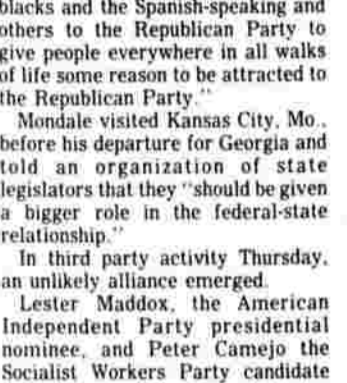 blacks and the Spanish-speaking and
others to the Republican Party to
give people everywhere in all walks
of life some reason to be attracted to
the Republican Party."
Mondale visited Kansas City, Mo.,
before his departure for Georgia and
told an organization of state
legislators that they "should be given
a bigger role in the federal-state
relationship."
In third party activity Thursday,
an unlikely alliance emerged.
Lester Maddox, the American
Independent Party presidential
nominee, and Peter Camejo the
Socialist Workers Party candidate